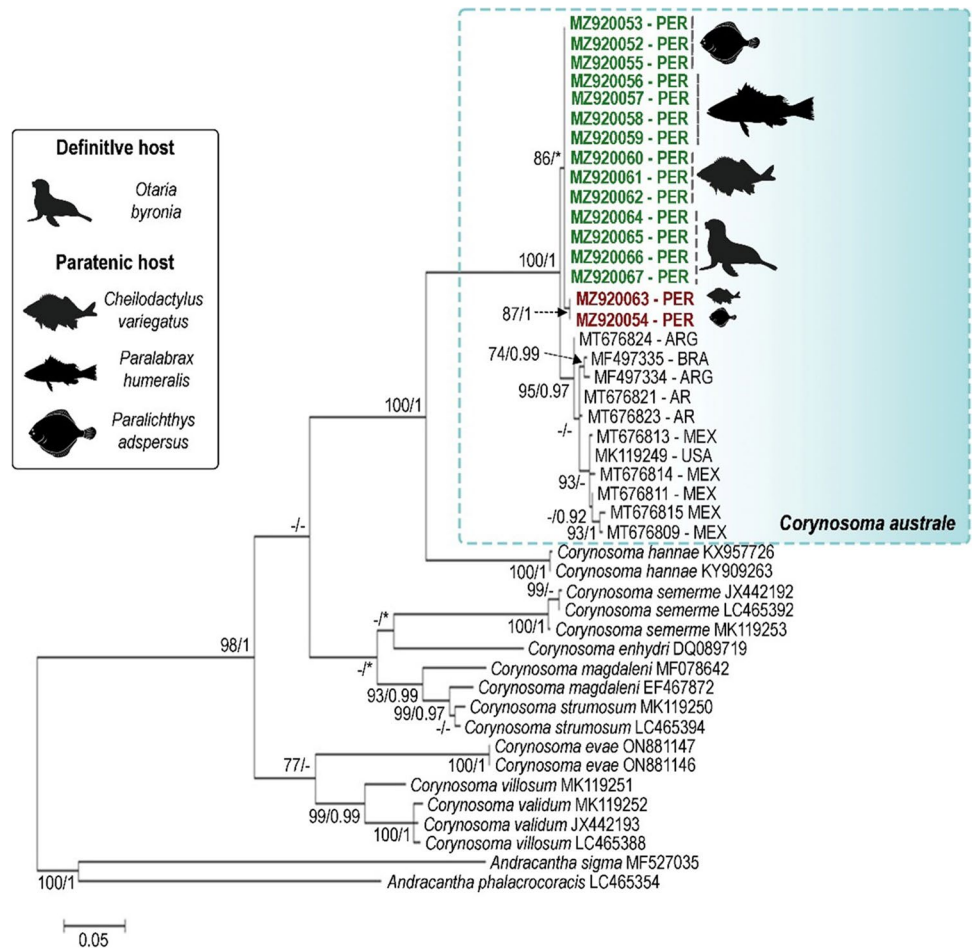 Definitive host
Otaria
byronia
Paratenic host
Cheilodactylus
variegatus
Paralabrax
humeralis
Paralichthys
adspersus
MZ920053 - PER
MZ920052 - PER
MZ920055 - PER
MZ920056 - PER
MZ920057 - PER
MZ920058 - PER
MZ920059 - PER
86/*
MZ920060 - PER
MZ920061 - PER
MZ920062 - PER
MZ920064 - PER
MZ920065 - PER
MZ920066 - PER
100/1
MZ920067 - PER
MZ920063 - PER
87/1
MZ920054 - PER
MT676824 - ARG
74/0.99
MF497335 - BRA
MF497334 - ARG
95/0.97
MT676821 - AR
100/1
MT676823 - AR
-/-
MT676813 - MEX
MK119249 - USA
MT676814 - MEX
93/-
MT676811 - MEX
MT676815 MEX
-/0.92
Corynosoma australe
93/1
MT676809 - MEX
-/-
Corynosoma hannae KX957726
100/1
Corynosoma hannae KY909263
99/-
Corynosoma semerme JX442192
Corynosoma semerme LC465392
-/*
100/1
Corynosoma semerme MK119253
98/1
Corynosoma enhydri DQ089719
-/*
Corynosoma magdaleni MF078642
93/0.99
Corynosoma magdaleni EF467872
99/0.97
Corynosoma strumosum MK119250
-/-
Corynosoma strumosum LC465394
Corynosoma evae ON881147
77/-
100/1
Corynosoma evae ON881146
Corynosoma villosum MK119251
Corynosoma validum MK119252
99/0.99
Corynosoma validum JX442193
100/1
Corynosoma villosum LC465388
Andracantha sigma MF527035
100/1
Andracantha phalacrocoracis LC465354
0.05